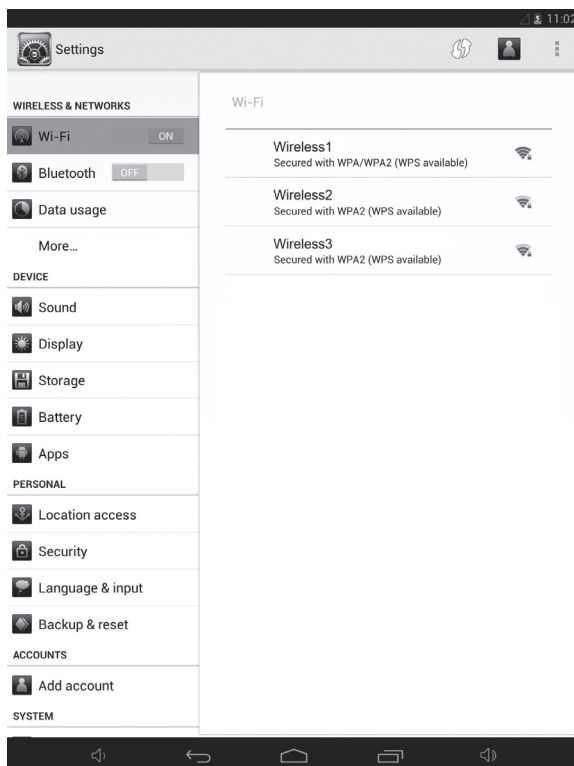 11:02
Settings
WIRELESS & NETWORKS
Wi-Fi ON
Bluetooth OFF
Data usage
More...
DEVICE
Sound
Display
Storage
Battery
Apps
PERSONAL
Location access
Security
Language & input
Backup & reset
ACCOUNTS
Add account
SYSTEM
Wi-Fi
Wireless1
Secured with WPA/WPA2 (WPS available)
Wireless2
Secured with WPA2 (WPS available)
Wireless3
Secured with WPA2 (WPS available)